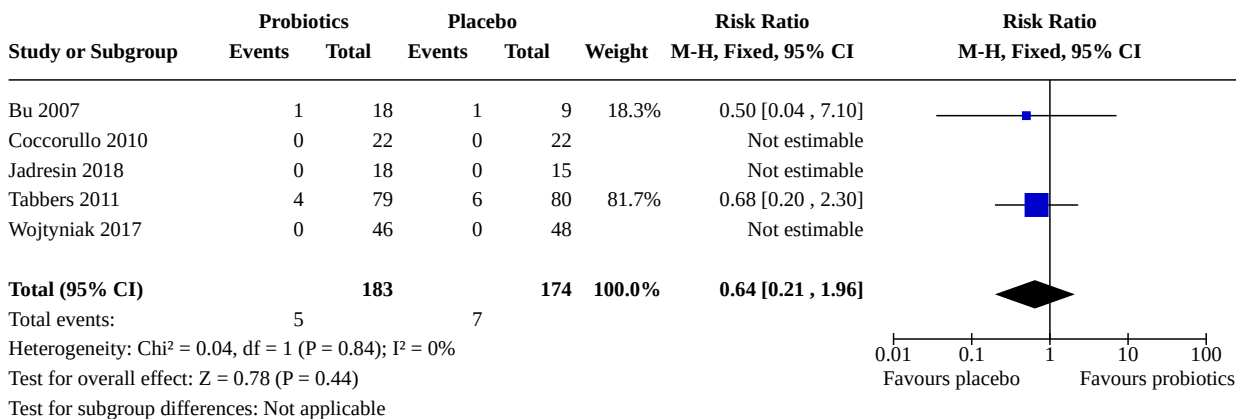 Probiotics Placebo Risk Ratio Risk Ratio
Study or Subgroup Events Total Events Total Weight M-H, Fixed, 95% CI M-H, Fixed, 95% CI
Bu 2007 1 18 1 9 18.3% 0.50 [0.04 , 7.10]
Coccorullo 2010 0 22 0 22 Not estimable
Jadresin 2018 0 18 0 15 Not estimable
Tabbers 2011 4 79 6 80 81.7% 0.68 [0.20 , 2.30]
Wojtyniak 2017 0 46 0 48 Not estimable
Total (95% CI) 183 174 100.0% 0.64 [0.21 , 1.96]
Total events: 5 7
Heterogeneity: Chi² = 0.04, df = 1 (P = 0.84); I² = 0%
0.01 0.1 1 10 100
Test for overall effect: Z = 0.78 (P = 0.44) Favours placebo Favours probiotics
Test for subgroup differences: Not applicable